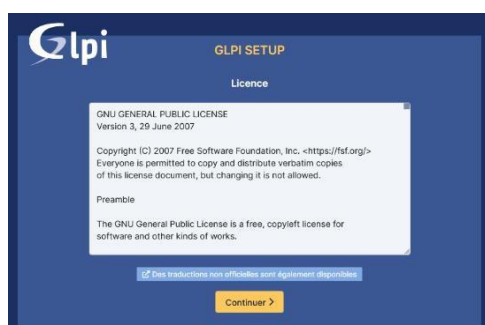 Glpi
GLPI SETUP
Licence
GNU GENERAL PUBLIC LICENSE
Version 3, 29 June 2007
Copyright (C) 2007 Free Software Foundation, Inc. <https://fsf.org/>
Everyone is permitted to copy and distribute verbatim copies
of this license document, but changing it is not allowed.
Preamble
The GNU General Public License is a free, copyleft license for
software and other kinds of works.
Des traductions non officielles sont également disponibles
Continuer >